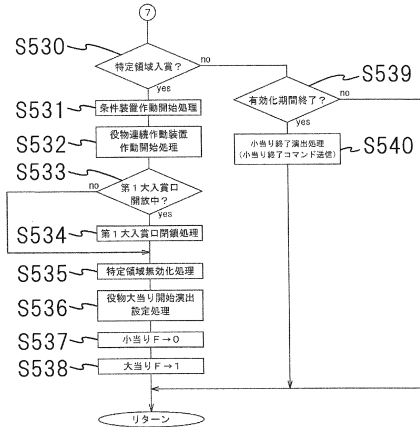 7
S530
特定領域入賞?
no
yes
S539
有効化期間終了?
no
yes
S531
条件装置作動開始処理
S532
役物連続作動装置
作動開始処理
S540
小当り終了演出処理
(小当り終了コマンド送信)
S533
第1大入賞口
開放中?
no
yes
S534
第1大入賞口閉鎖処理
S535
特定領域無効化処理
S536
役物大当り開始演出
設定処理
S537
小当りF→0
S538
大当りF→1
リターン